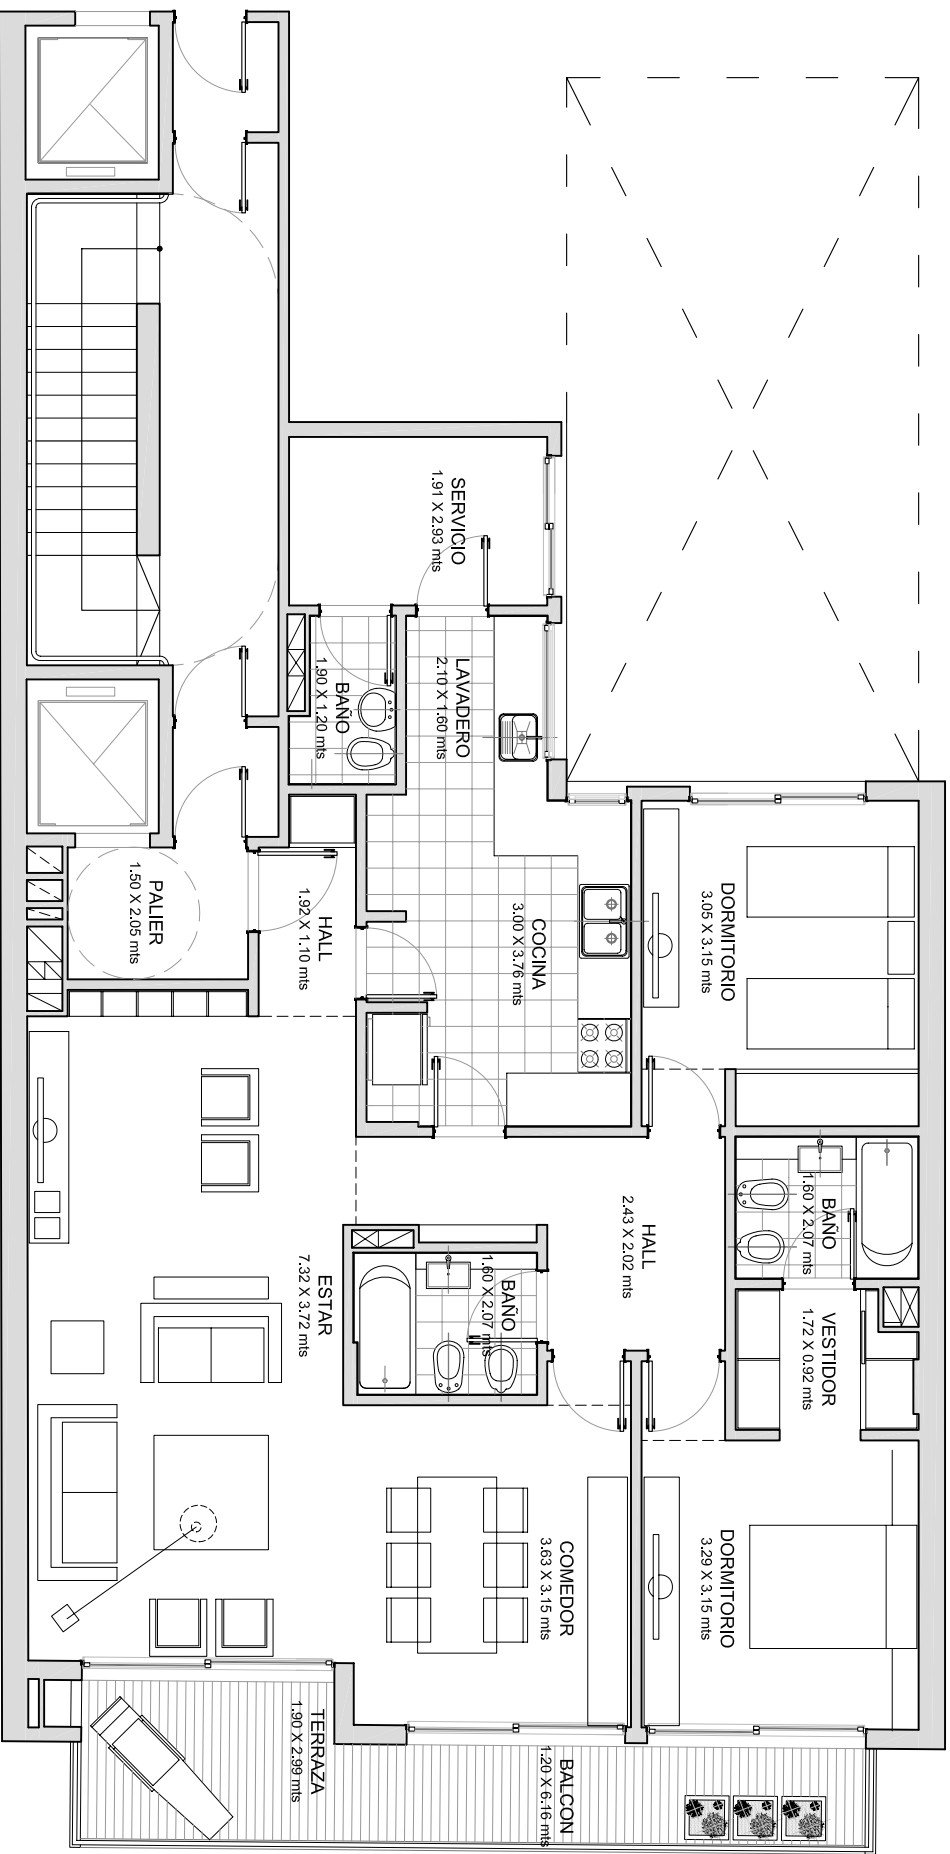 SERVICIO
1.91 X 2.93 mts
BAÑO
1.90 X 1.20 mts
LAVADERO
2.10 X 1.60 mts
PALIER
1.50 X 2.05 mts
HALL
1.92 X 1.10 mts
COCINA
3.00 X 3.76 mts
DORMITORIO
3.05 X 3.15 mts
HALL
2.43 X 2.02 mts
BAÑO
1.60 X 2.07 mts
BAÑO
1.60 X 2.07 mts
VESTIDOR
1.72 X 0.92 mts
ESTAR
7.32 X 3.72 mts
COMEDOR
3.63 X 3.15 mts
DORMITORIO
3.29 X 3.15 mts
TERRAZA
1.90 X 2.99 mts
BALCON
1.20 X 6.16 mts